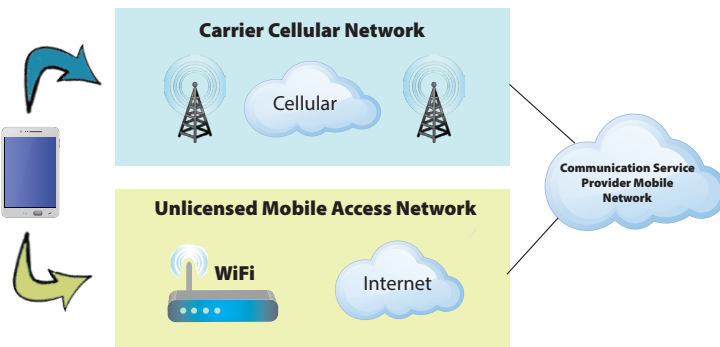 Carrier Cellular Network
Cellular
Communication Service
Provider Mobile
Network
Unlicensed Mobile Access Network
WiFi
Internet